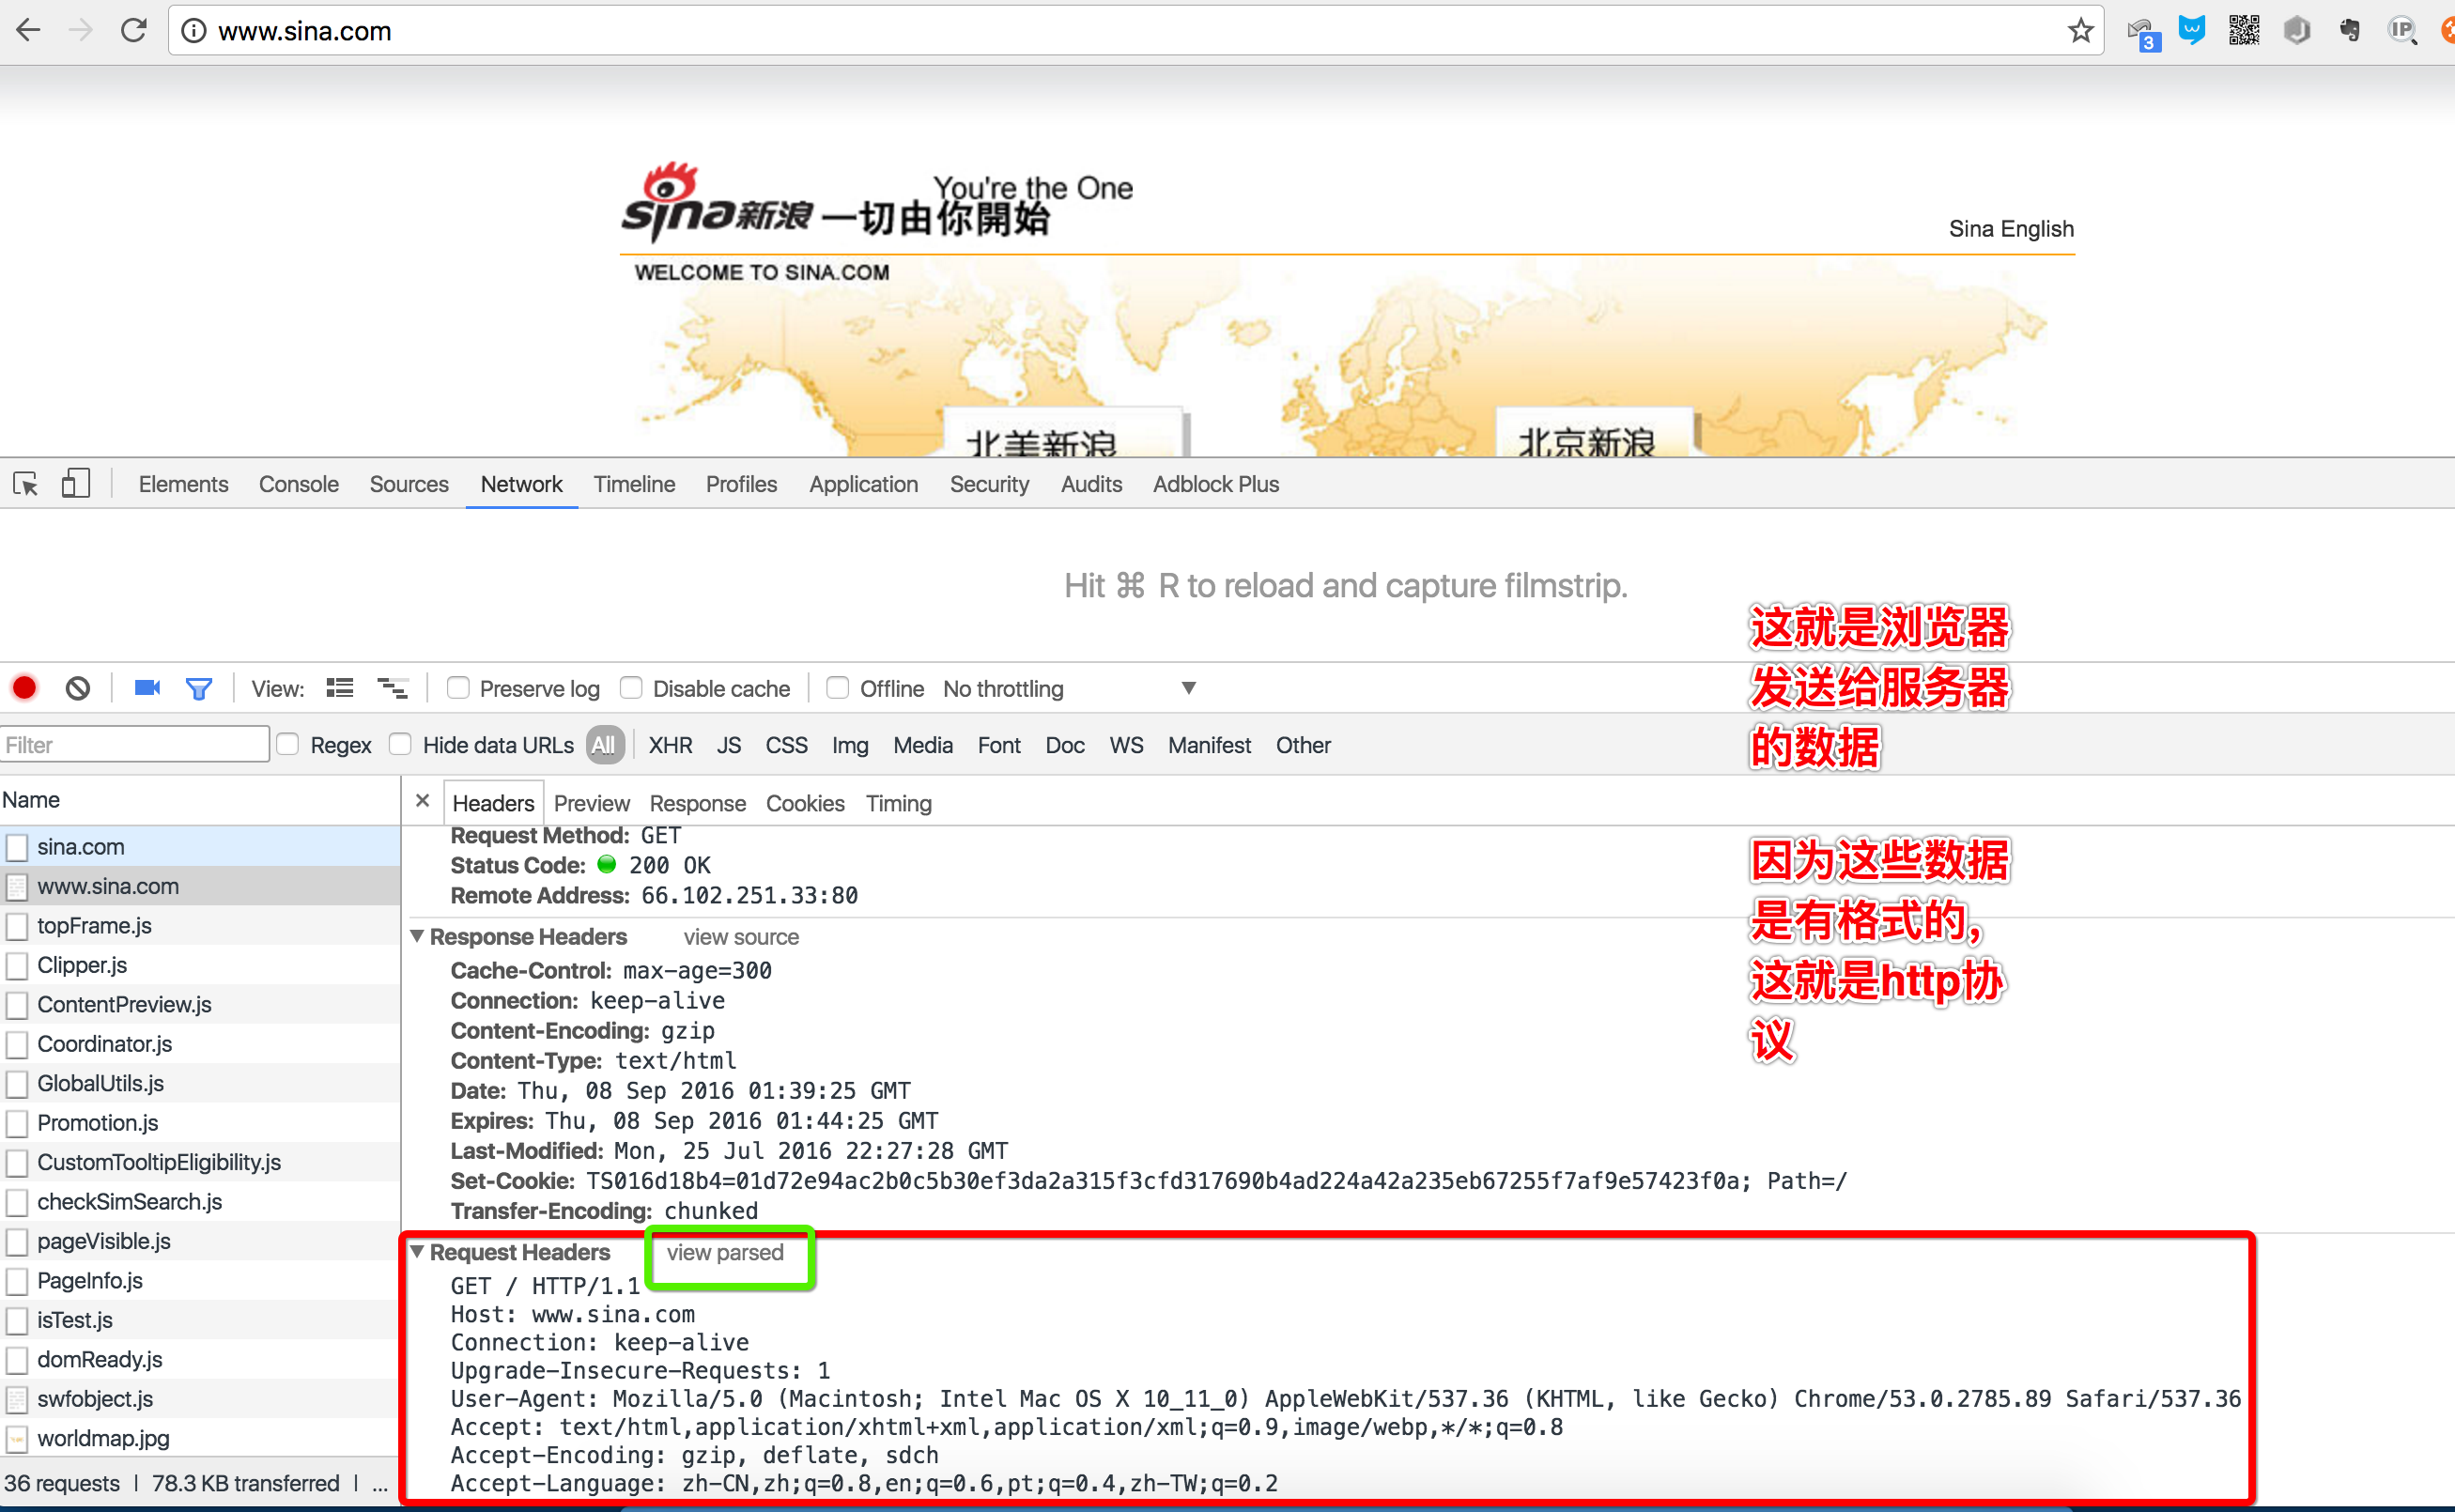 www.sina.com
3
IP
You're the One
sina新浪 一切由你開始
Sina English
WELCOME TO SINA.COM
北美新浪
北京新浪
Elements Console Sources Network Timeline Profiles Application Security Audits Adblock Plus
Hit ⌘ R to reload and capture filmstrip.
这就是浏览器
发送给服务器
的数据
View: Preserve log Disable cache Offline No throttling
Filter Regex Hide data URLs All XHR JS CSS Img Media Font Doc WS Manifest Other
Name
sina.com
www.sina.com
topFrame.js
Clipper.js
ContentPreview.js
Coordinator.js
GlobalUtils.js
Promotion.js
CustomTooltipEligibility.js
checkSimSearch.js
pageVisible.js
PageInfo.js
isTest.js
domReady.js
swfobject.js
worldmap.jpg
36 requests | 78.3 KB transferred | ...
× Headers Preview Response Cookies Timing
Request Method: GET
Status Code: 200 OK
Remote Address: 66.102.251.33:80
Response Headers view source
Cache-Control: max-age=300
Connection: keep-alive
Content-Encoding: gzip
Content-Type: text/html
Date: Thu, 08 Sep 2016 01:39:25 GMT
Expires: Thu, 08 Sep 2016 01:44:25 GMT
Last-Modified: Mon, 25 Jul 2016 22:27:28 GMT
Set-Cookie: TS016d18b4=01d72e94ac2b0c5b30ef3da2a315f3cfd317690b4ad224a42a235eb67255f7af9e57423f0a; Path=/
Transfer-Encoding: chunked
因为这些数据
是有格式的，
这就是http协
议
Request Headers view parsed
GET / HTTP/1.1
Host: www.sina.com
Connection: keep-alive
Upgrade-Insecure-Requests: 1
User-Agent: Mozilla/5.0 (Macintosh; Intel Mac OS X 10_11_0) AppleWebKit/537.36 (KHTML, like Gecko) Chrome/53.0.2785.89 Safari/537.36
Accept: text/html,application/xhtml+xml,application/xml;q=0.9,image/webp,*/*;q=0.8
Accept-Encoding: gzip, deflate, sdch
Accept-Language: zh-CN,zh;q=0.8,en;q=0.6,pt;q=0.4,zh-TW;q=0.2